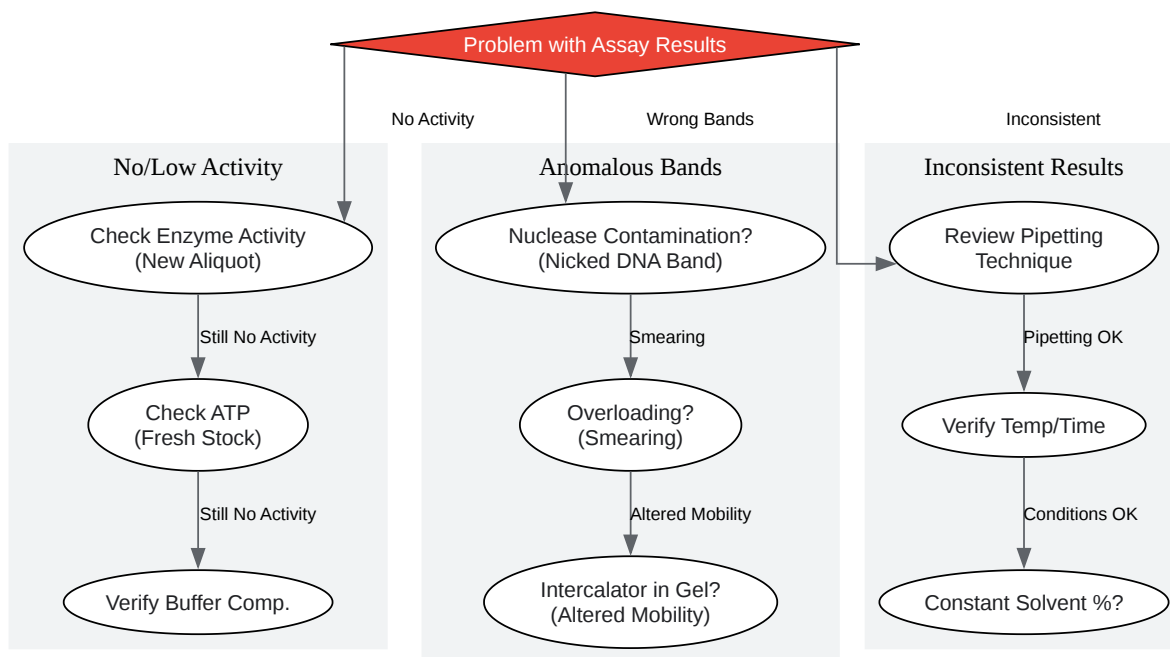 Problem with Assay Results
No Activity
Wrong Bands
Inconsistent
No/Low Activity
Anomalous Bands
Inconsistent Results
Check Enzyme Activity
(New Aliquot)
Nuclease Contamination?
(Nicked DNA Band)
Review Pipetting
Technique
Still No Activity
Smearing
Pipetting OK
Check ATP
(Fresh Stock)
Overloading?
(Smearing)
Verify Temp/Time
Still No Activity
Altered Mobility
Conditions OK
Verify Buffer Comp.
Intercalator in Gel?
(Altered Mobility)
Constant Solvent %?